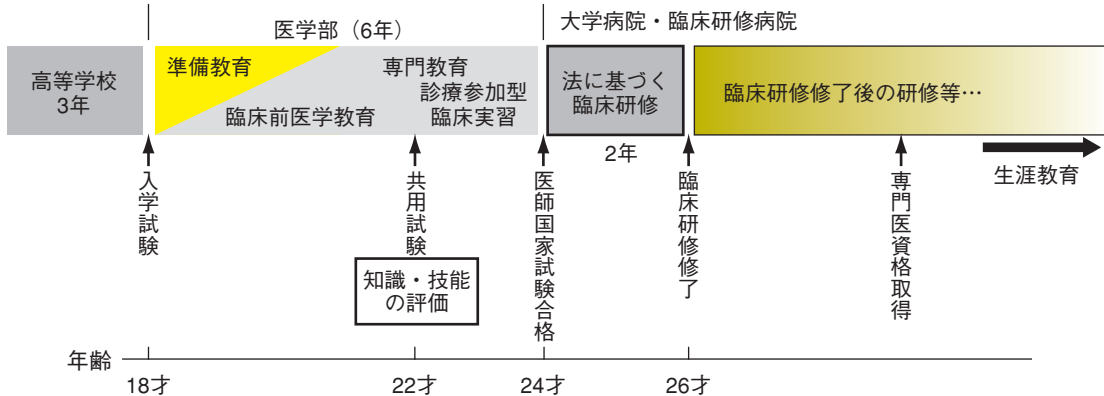 医学部（6年）
大学病院・臨床研修病院
高等学校
3年
準備教育
臨床前医学教育
専門教育
診療参加型
臨床実習
法に基づく
臨床研修
臨床研修修了後の研修等…
2年
生涯教育
入学試験
共用試験
知識・技能
の評価
医師国家試験合格
臨床研修修了
専門医資格取得
年齢
18才
22才
24才
26才